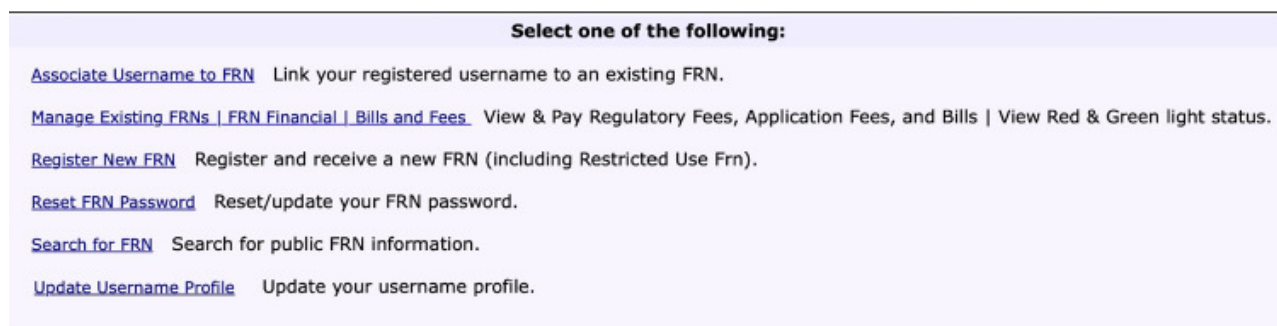 Select one of the following:
Associate Username to FRN Link your registered username to an existing FRN.
Manage Existing FRNs | FRN Financial | Bills and Fees View & Pay Regulatory Fees, Application Fees, and Bills | View Red & Green light status.
Register New FRN Register and receive a new FRN (including Restricted Use Frn).
Reset FRN Password Reset/update your FRN password.
Search for FRN Search for public FRN information.
Update Username Profile Update your username profile.